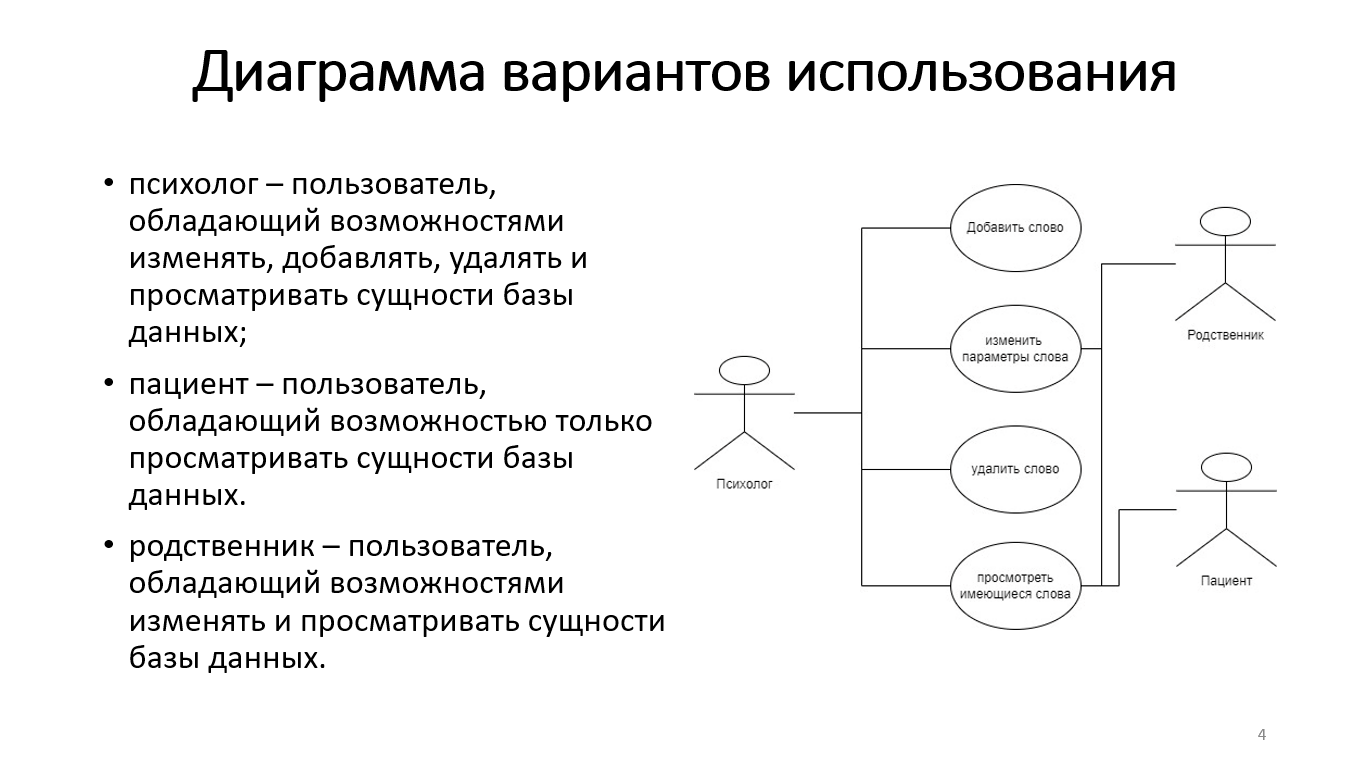 Диаграмма вариантов использования
• психолог – пользователь,
обладающий возможностями
изменять, добавлять, удалять и
просматривать сущности базы
данных;
• пациент – пользователь,
обладающий возможностью только
просматривать сущности базы
данных.
• родственник – пользователь,
обладающий возможностями
изменять и просматривать сущности
базы данных.
Психолог
Добавить слово
изменить
параметры слова
удалить слово
просмотреть
имеющиеся слова
Родственник
Пациент
4